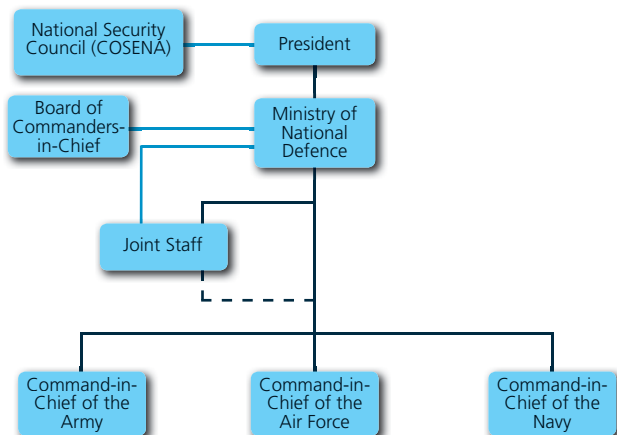 National Security
Council (COSENA)
President
Board of
Commanders-
in-Chief
Ministry of
National
Defence
Joint Staff
Command-in-
Chief of the
Army
Command-in-
Chief of the
Air Force
Command-in-
Chief of the
Navy